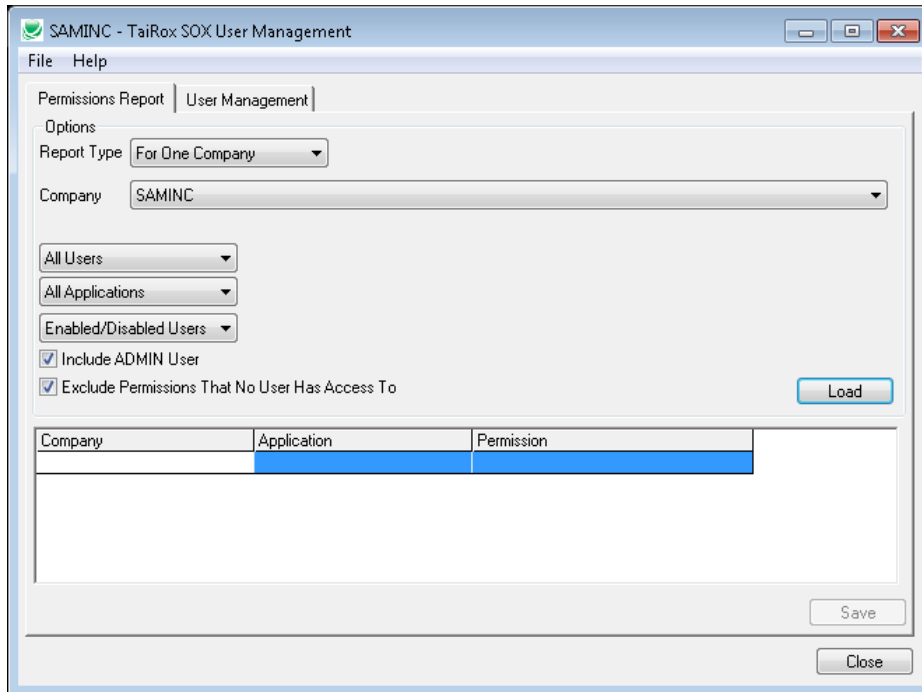 SAMINC - TaiRox SOX User Management
File Help
Permissions Report User Management
Options
Report Type For One Company
Company SAMINC
All Users
All Applications
Enabled/Disabled Users
Include ADMIN User
Exclude Permissions That No User Has Access To
Load
Company Application Permission
Save
Close